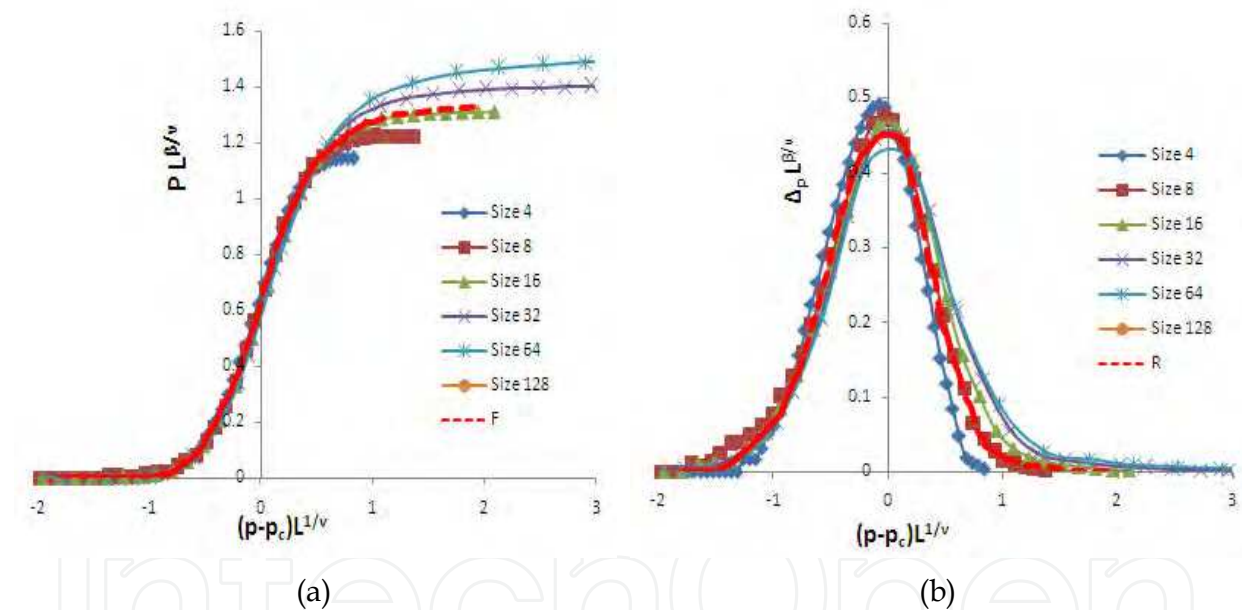 1.6
1.4
1.2
1
0.8
0.6
0.4
0.2
0
-2
-1
0
1
2
3
P L^β/ν
(p-p_c)L^1/ν
Size 4
Size 8
Size 16
Size 32
Size 64
Size 128
F
(a)
0.6
0.5
0.4
0.3
0.2
0.1
0
-2
-1
0
1
2
3
Δ_p L^β/ν
(p-p_c)L^1/ν
Size 4
Size 8
Size 16
Size 32
Size 64
Size 128
R
(b)